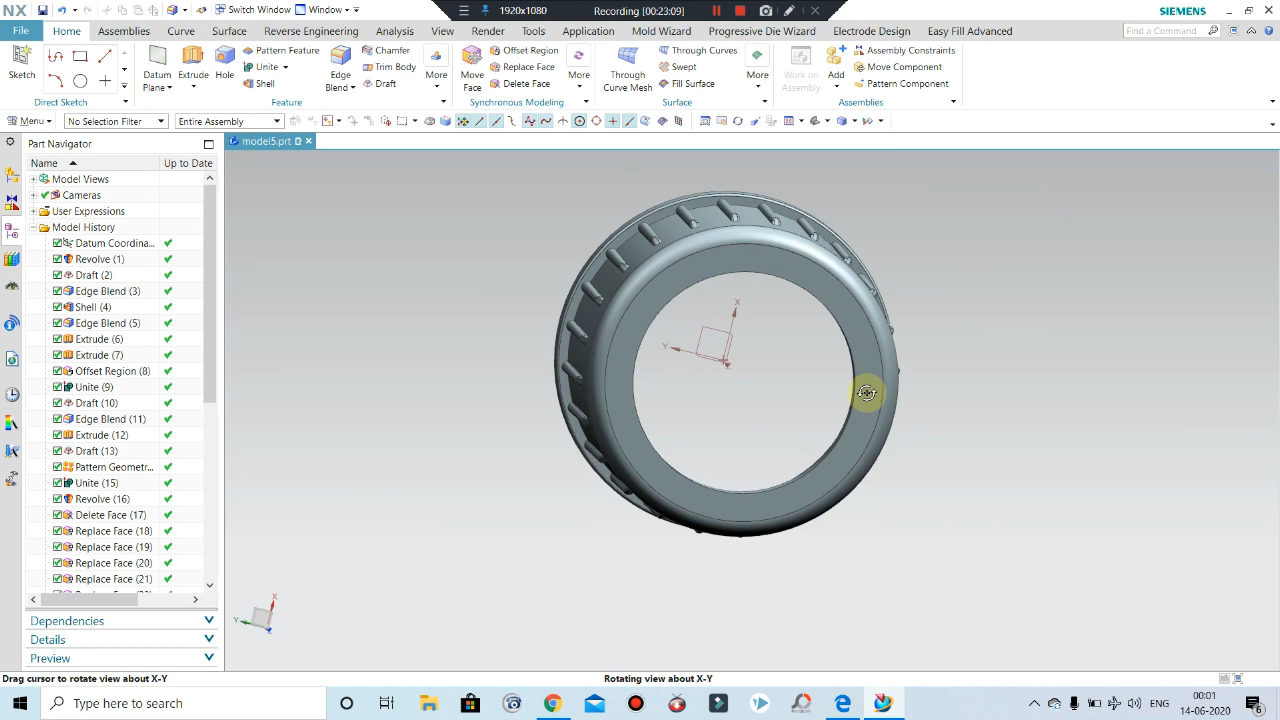 NX Switch Window Window 1920x1080 Recording [00:23:09] SIEMENS
File Home Assemblies Curve Surface Reverse Engineering Analysis Application Mold Wizard Progressive Die Wizard Electrode Design Easy Fill Advanced Find a Command
Sketch
Direct Sketch
Datum Plane
Extrude
Hole
Pattern Feature
Unite
Shell
Edge Blend
Chamfer
Trim Body
Draft
More
Feature
Move Face
Offset Region
Replace Face
Delete Face
More
Synchronous Modeling
Through Curve Mesh
Through Curves
Swept
Fill Surface
More
Surface
Work on Assembly
Add
Assembly Constraints
Move Component
Pattern Component
Assemblies
Menu No Selection Filter Entire Assembly
Part Navigator
model5.prt
Name Up to Date
Model Views
Cameras
User Expressions
Model History
Datum Coordina...
Revolve (1)
Draft (2)
Edge Blend (3)
Shell (4)
Edge Blend (5)
Extrude (6)
Extrude (7)
Offset Region (8)
Unite (9)
Draft (10)
Edge Blend (11)
Extrude (12)
Draft (13)
Pattern Geometr...
Unite (15)
Revolve (16)
Delete Face (17)
Replace Face (18)
Replace Face (19)
Replace Face (20)
Replace Face (21)
Dependencies
Details
Preview
X
Y
X
Y
Z
Drag cursor to rotate view about X-Y Rotating view about X-Y
Type here to search
ENG
00:01
14-06-2020
6